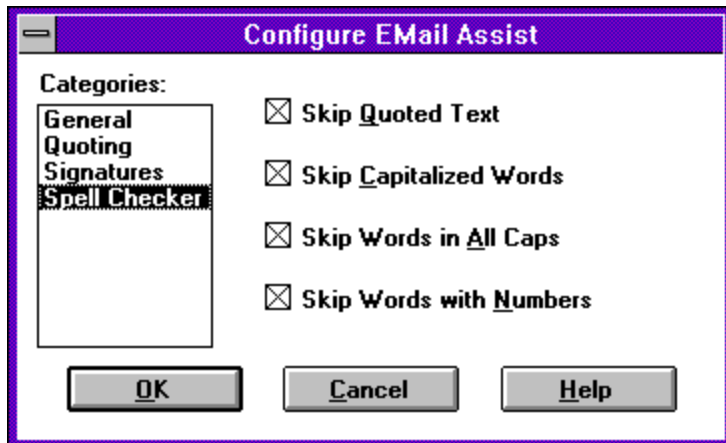 Configure EMail Assist
Categories:
General
Quoting
Signatures
Spell Checker
Skip Quoted Text
Skip Capitalized Words
Skip Words in All Caps
Skip Words with Numbers
OK Cancel Help